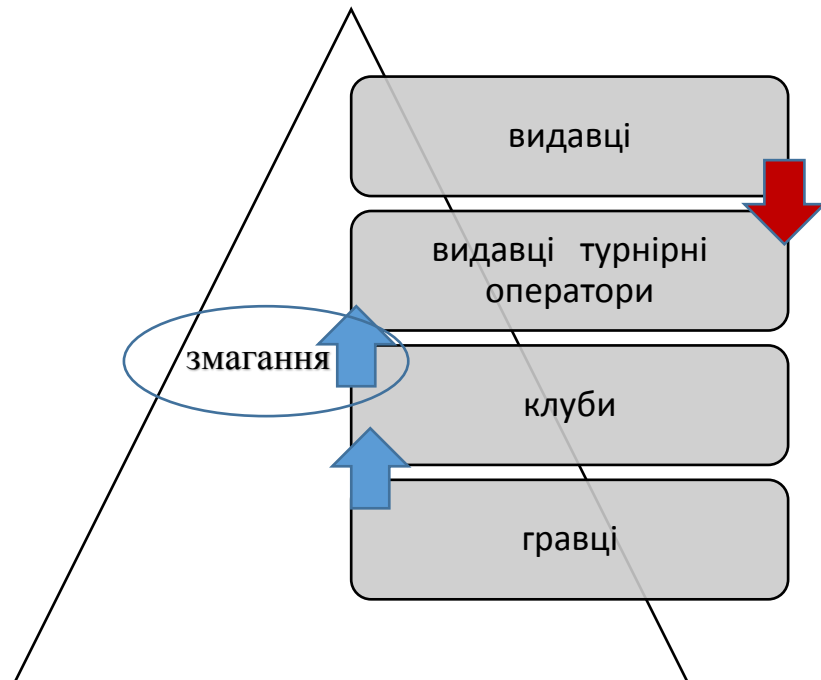 видавці
видавці турнірні
оператори
змагання
клуби
гравці